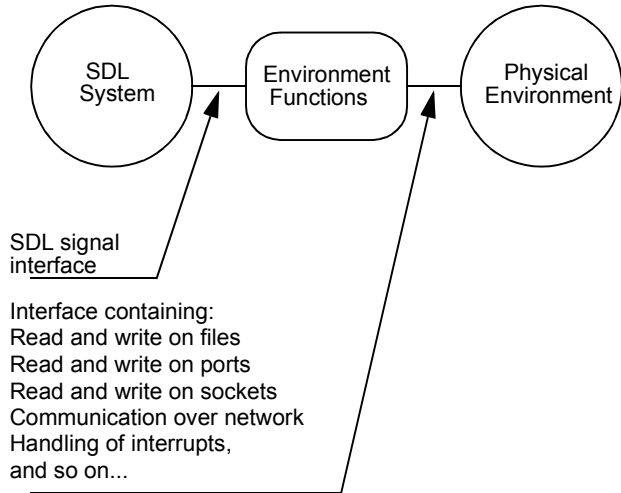 SDL
System
Environment
Functions
Physical
Environment
SDL signal
interface
Interface containing:
Read and write on files
Read and write on ports
Read and write on sockets
Communication over network
Handling of interrupts,
and so on...